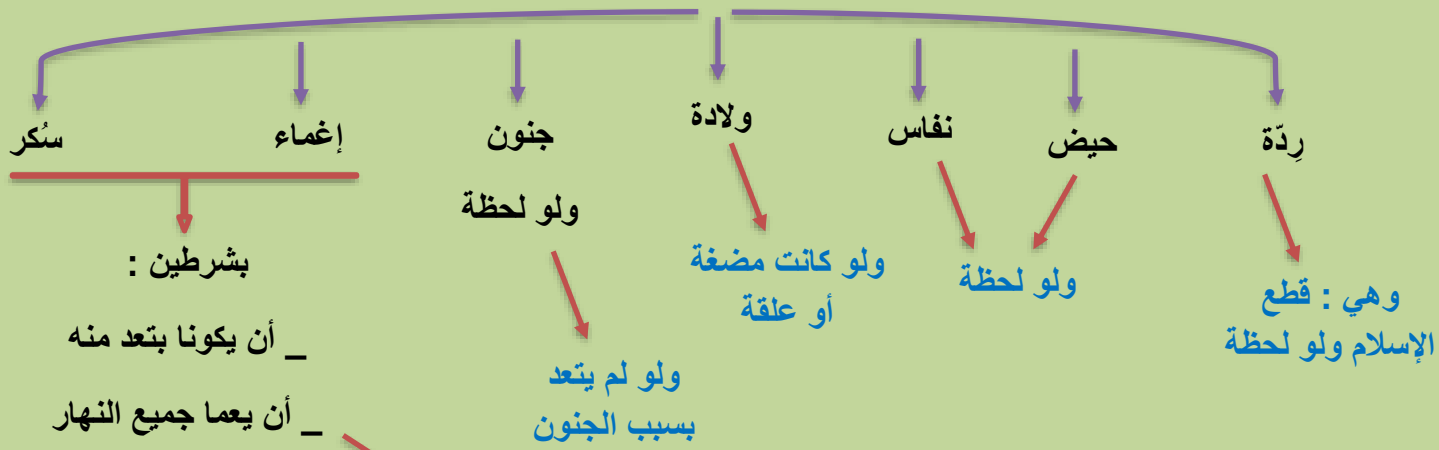 رِدّة
حيض
نفاس
ولادة
جنون
إغماء
سُكر
وهي : قطع
الإسلام ولو لحظة
ولو لحظة
ولو كانت مضغة
أو علقة
ولو لحظة
ولو لم يتعد
بسبب الجنون
بشرطين :
_ أن يكونا بتعد منه
_ أن يعما جميع النهار